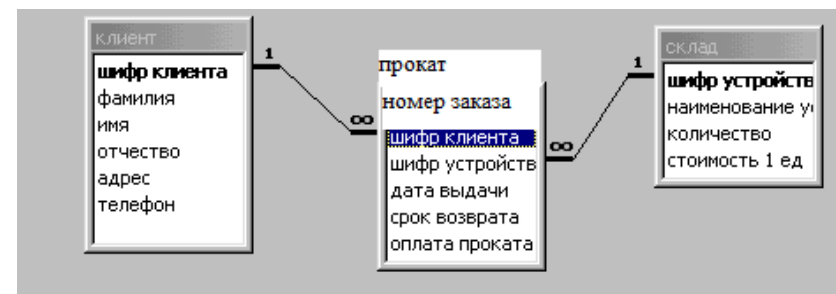 клиент
шифр клиента
фамилия
имя
отчество
адрес
телефон
1
∞
прокат
номер заказа
шифр клиента
шифр устройств
дата выдачи
срок возврата
оплата проката
∞
1
склад
шифр устройств
наименование у
количество
стоимость 1 ед